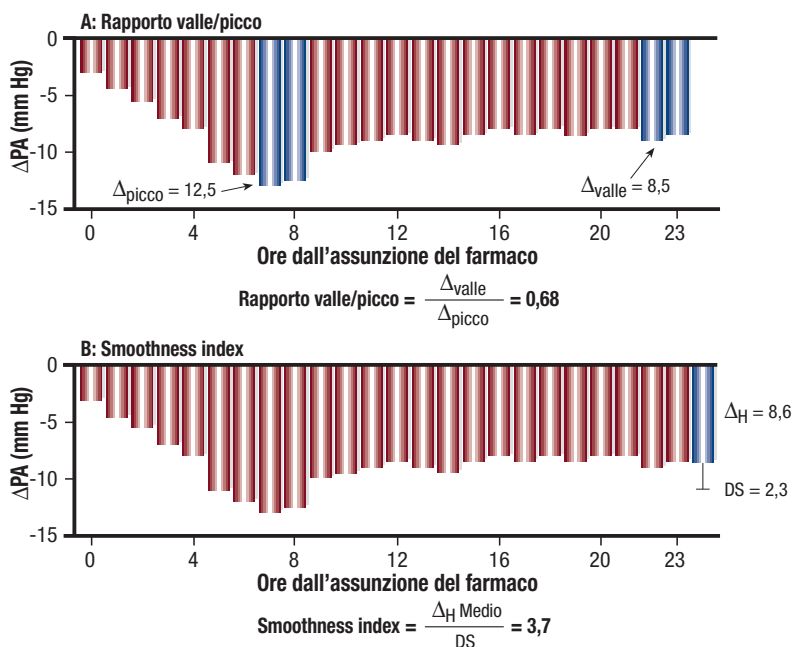 A: Rapporto valle/picco
0
-5
-10
-15
ΔPA (mm Hg)
Δpicco = 12,5
Δvalle = 8,5
0 4 8 12 16 20 23
Ore dall'assunzione del farmaco
Rapporto valle/picco = Δvalle / Δpicco = 0,68
B: Smoothness index
0
-5
-10
-15
ΔPA (mm Hg)
ΔH = 8,6
DS = 2,3
0 4 8 12 16 20 23
Ore dall'assunzione del farmaco
Smoothness index = ΔH Medio / DS = 3,7